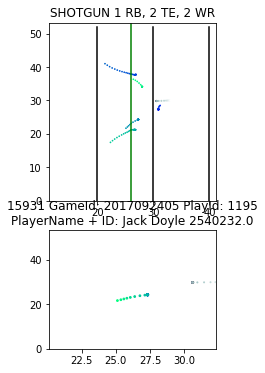 SHOTGUN 1 RB, 2 TE, 2 WR
50
40
30
20
10
0
20 30 40
15931 GameId: 2017092405 PlayId: 1195
PlayerName + ID: Jack Doyle 2540232.0
40
20
0
22.5 25.0 27.5 30.0